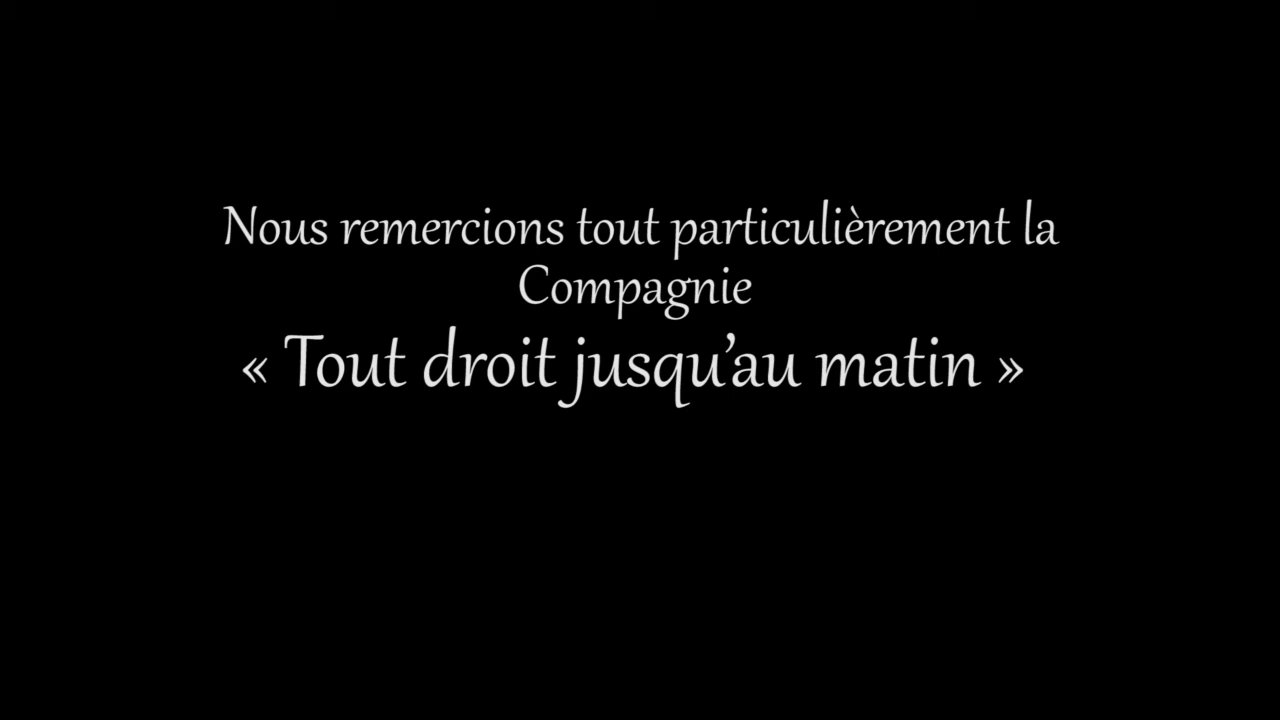 Nous remercions tout particulièrement la
Compagnie
« Tout droit jusqu’au matin »